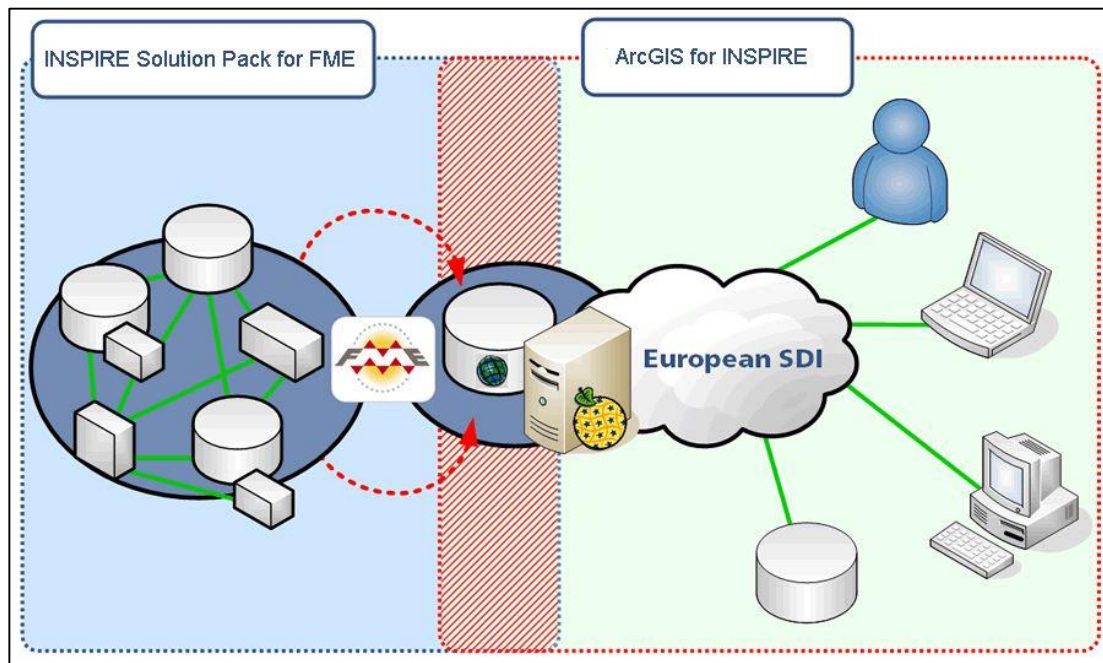 INSPIRE Solution Pack for FME
ArcGIS for INSPIRE
FME
European SDI